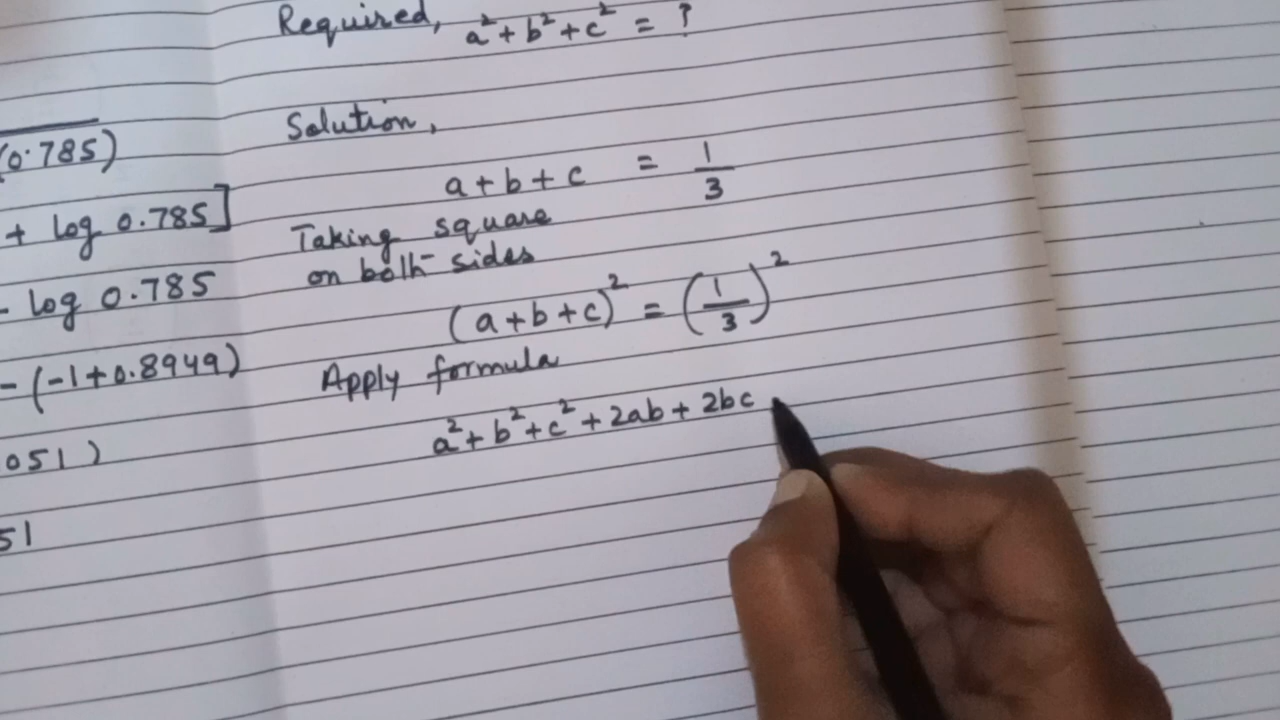 Required, a² + b² + c² = ?
Solution,
a + b + c = 1/3
Taking square
on both sides
(a + b + c)² = (1/3)²
Apply formula
a² + b² + c² + 2ab + 2bc
(0.785)
+ log 0.785]
- log 0.785
- (-1 + 0.8949)
051)
51